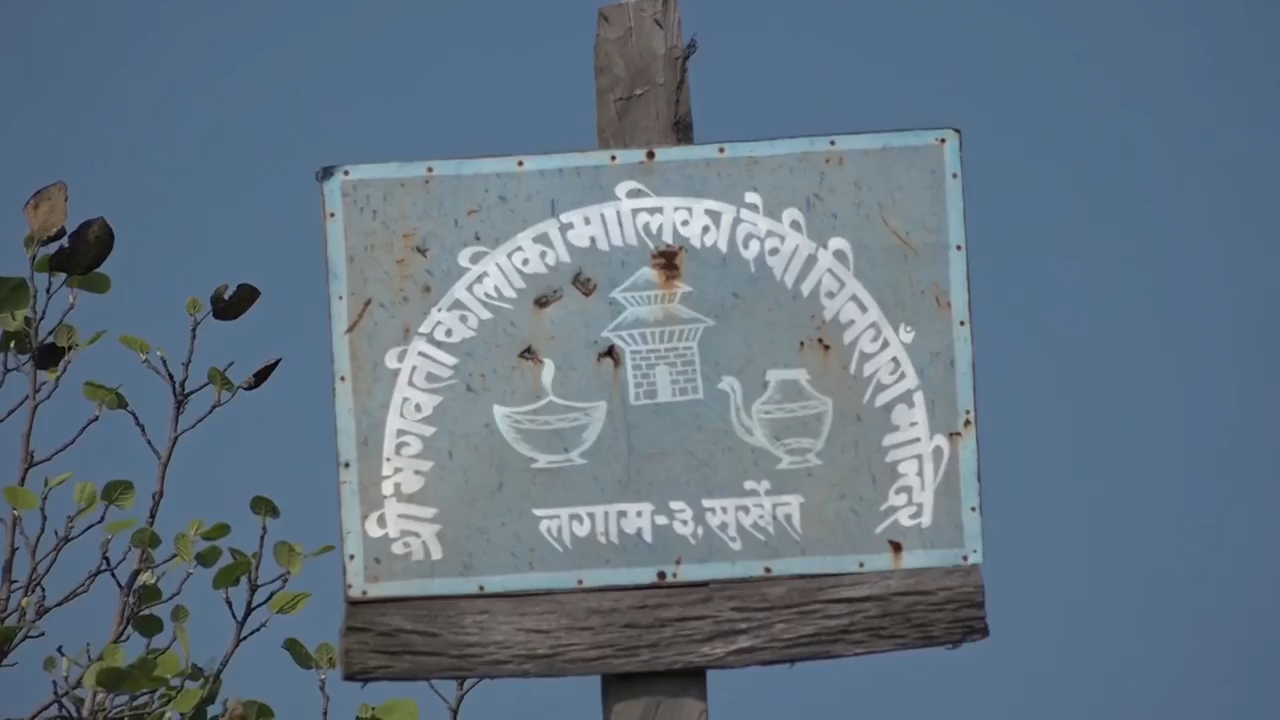 श्री भगवती कालीका मालिका देवी चिनारा मन्दिर
लगाम-३, सुर्खेत